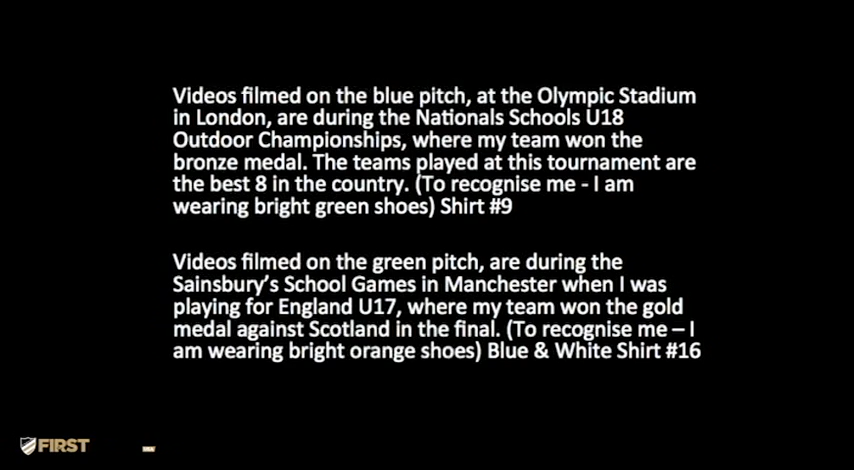 Videos filmed on the blue pitch, at the Olympic Stadium
in London, are during the Nationals Schools U18
Outdoor Championships, where my team won the
bronze medal. The teams played at this tournament are
the best 8 in the country. (To recognise me - I am
wearing bright green shoes) Shirt #9
Videos filmed on the green pitch, are during the
Sainsbury’s School Games in Manchester when I was
playing for England U17, where my team won the gold
medal against Scotland in the final. (To recognise me – I
am wearing bright orange shoes) Blue & White Shirt #16
FIRST